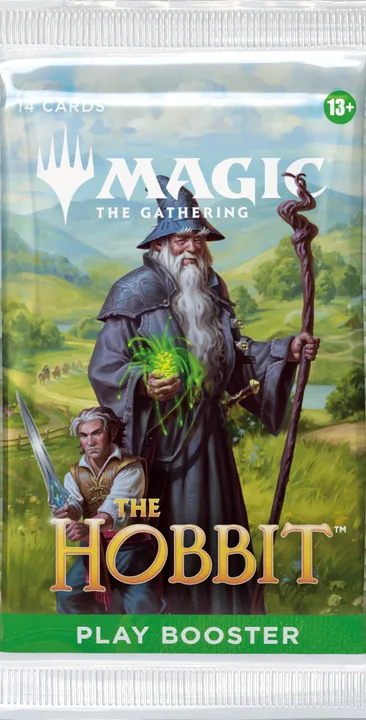 14 CARDS
13+
MAGIC
THE GATHERING
THE
HOBBIT™
PLAY BOOSTER